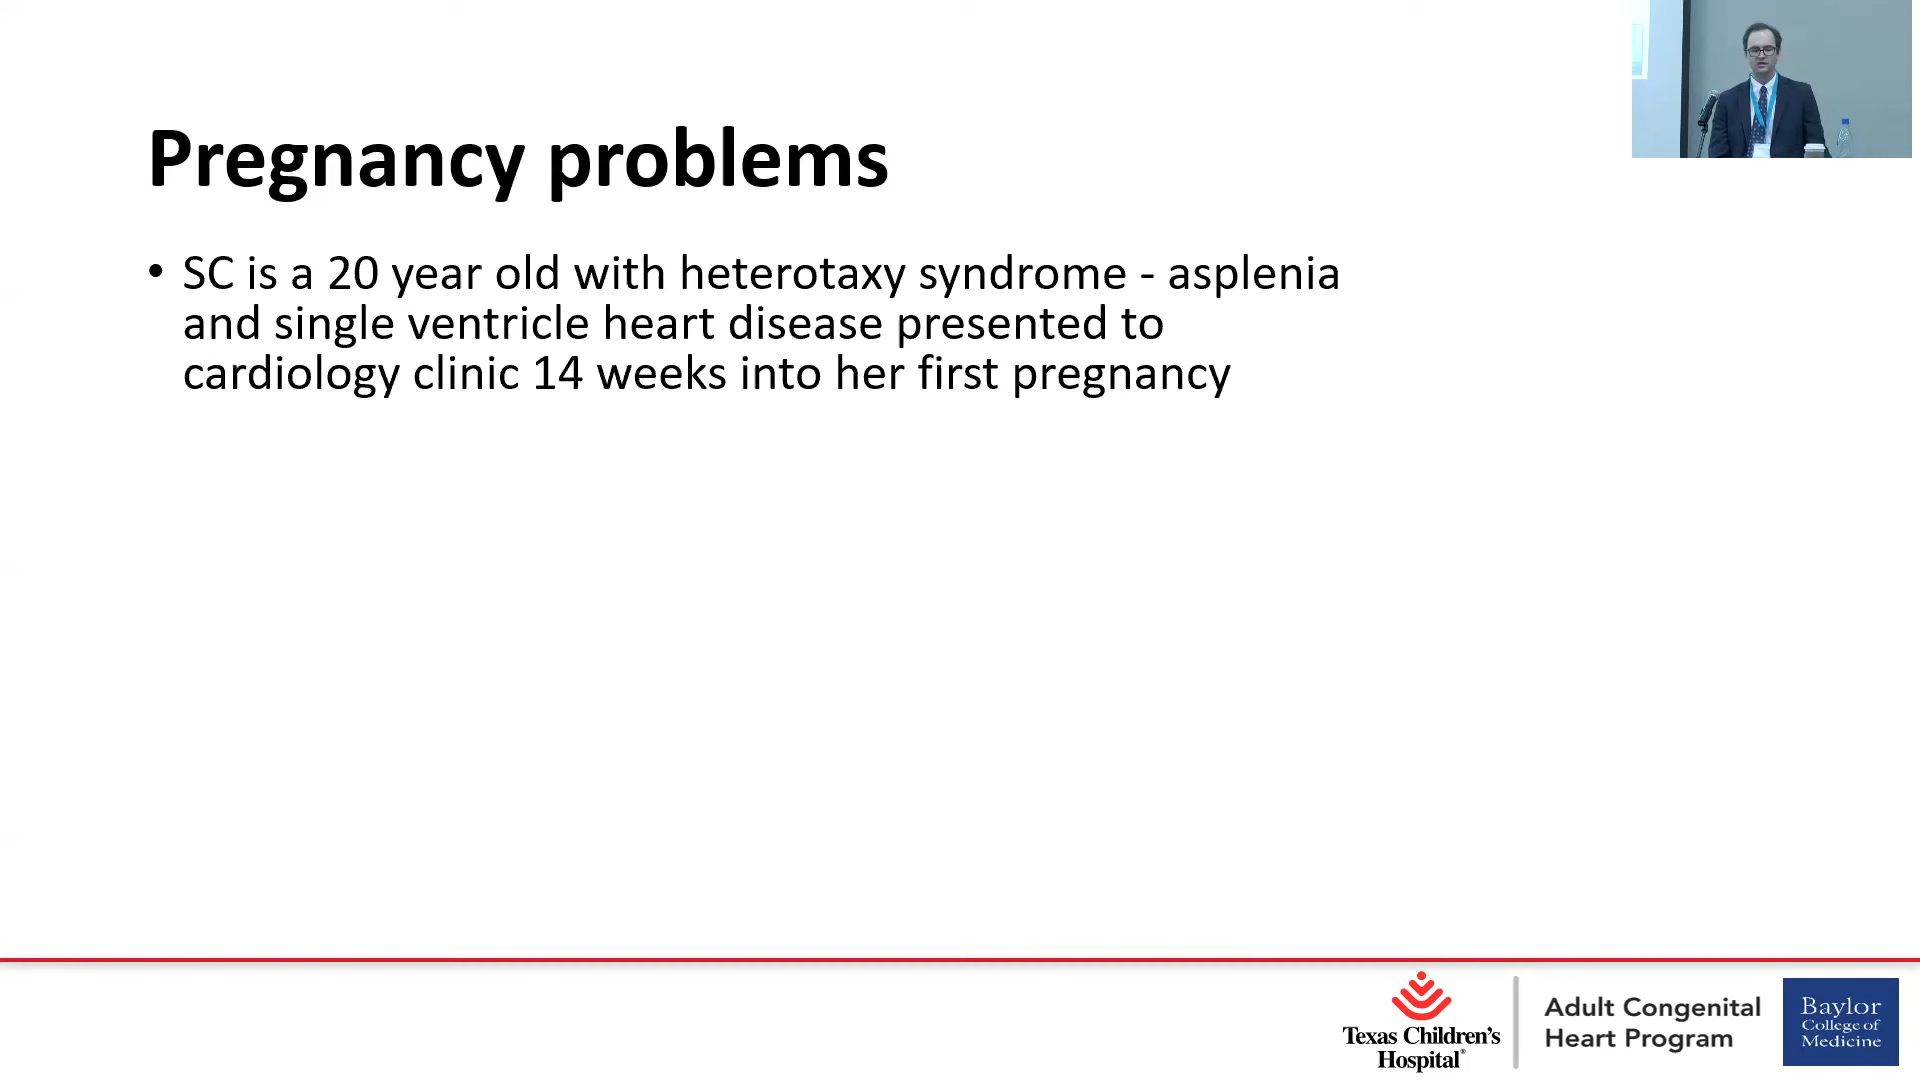 Pregnancy problems
• SC is a 20 year old with heterotaxy syndrome - asplenia
and single ventricle heart disease presented to
cardiology clinic 14 weeks into her first pregnancy
Texas Children's
Hospital®
Adult Congenital
Heart Program
Baylor
College of
Medicine